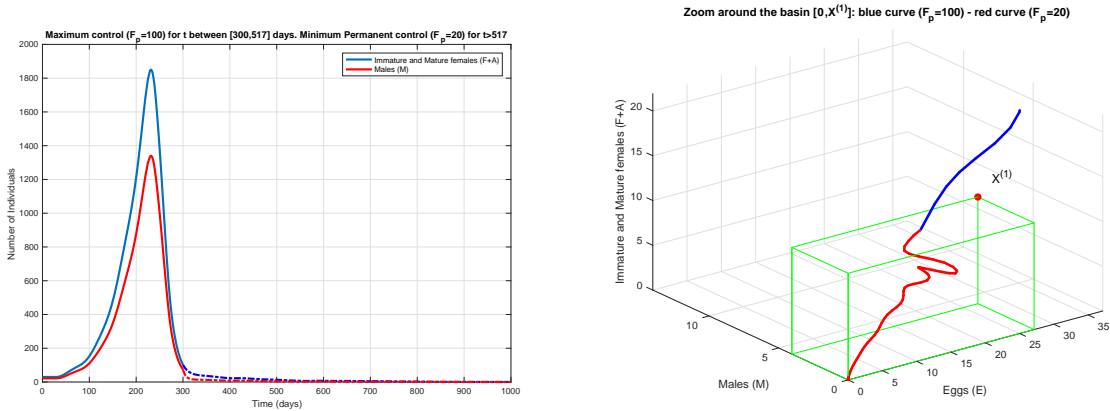 Maximum control (F_p=100) for t between [300,517] days. Minimum Permanent control (F_p=20) for t>517
2000
1800
1600
1400
1200
1000
800
600
400
200
0
Number of Individuals
Immature and Mature females (F+A)
Males (M)
0 100 200 300 400 500 600 700 800 900 1000
Time (days)
Zoom around the basin [0,X^(1)]: blue curve (F_p=100) - red curve (F_p=20)
20
15
10
5
0
Immature and Mature females (F+A)
X^(1)
10
5
0
Males (M)
0 5 10 15 20 25 30 35
Eggs (E)